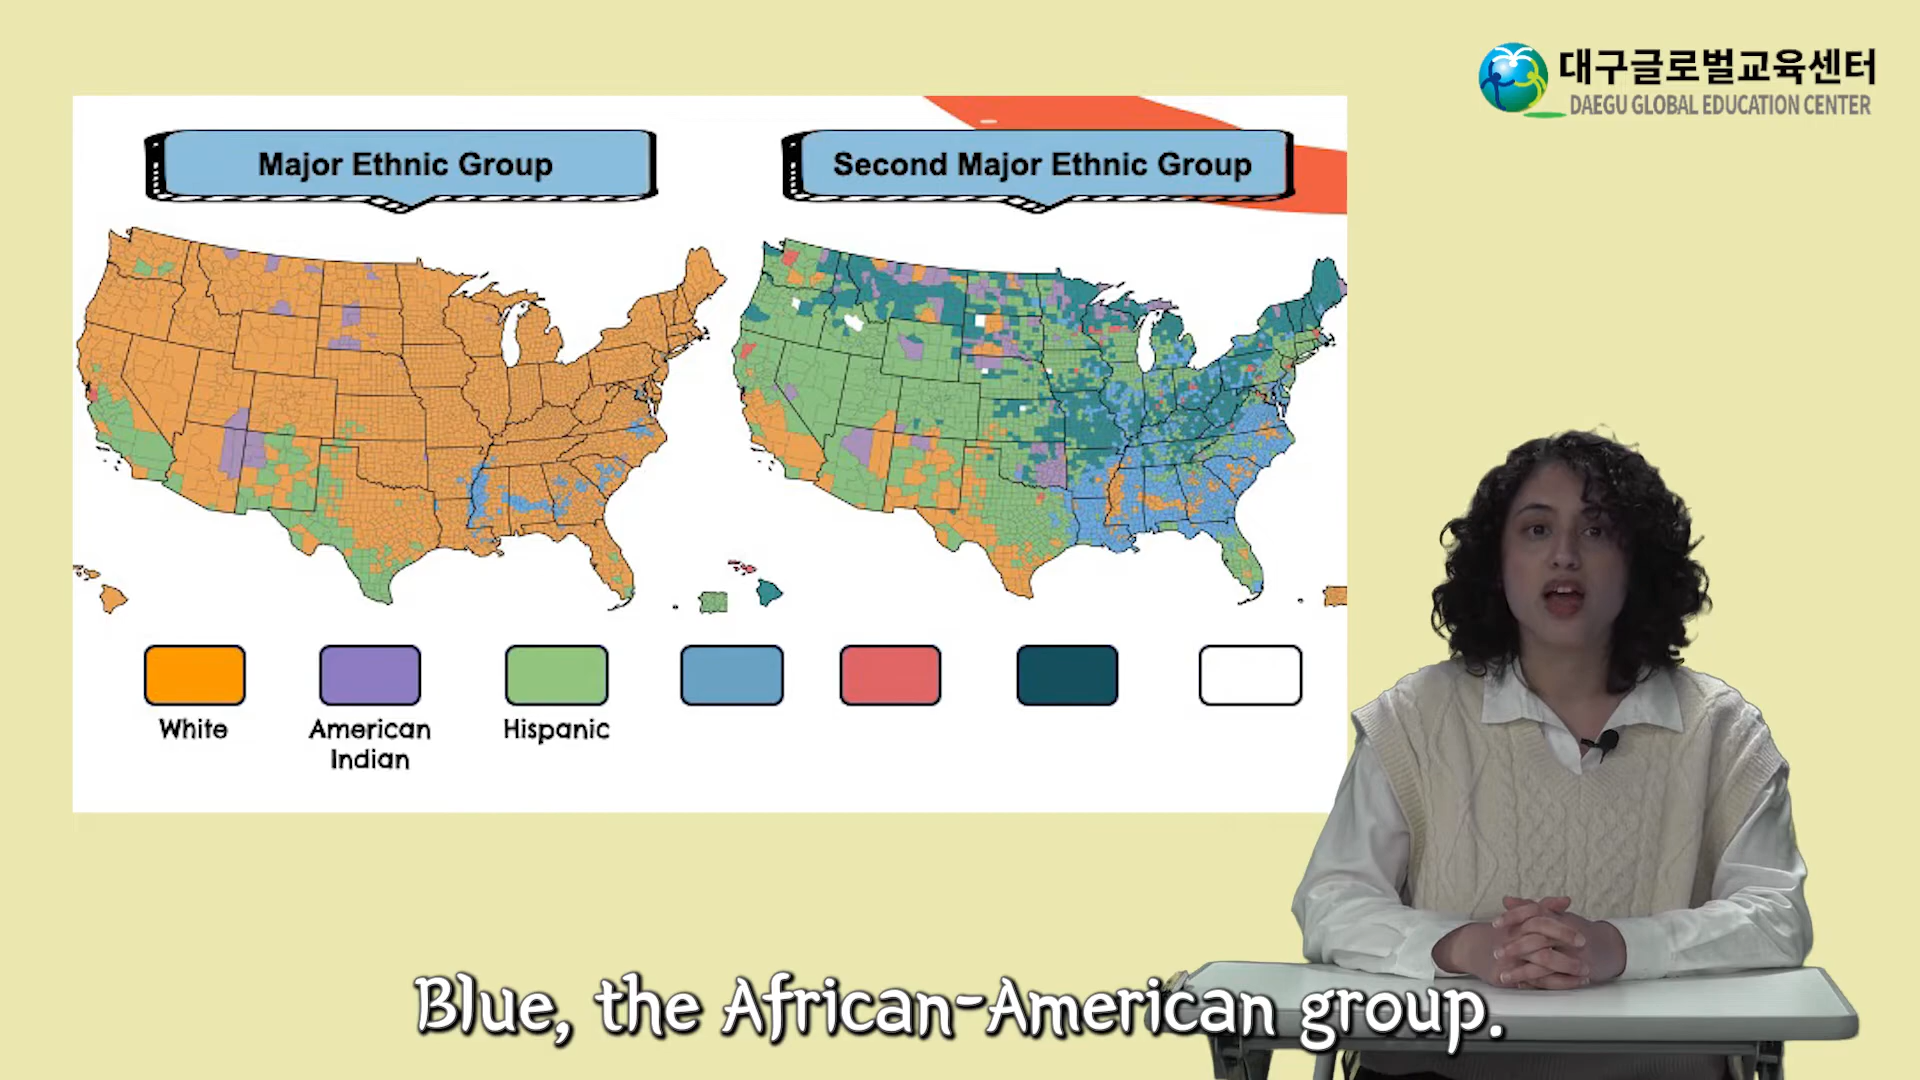 대구글로벌교육센터
DAEGU GLOBAL EDUCATION CENTER
Major Ethnic Group
Second Major Ethnic Group
White
American
Indian
Hispanic
Blue, the African-American group.